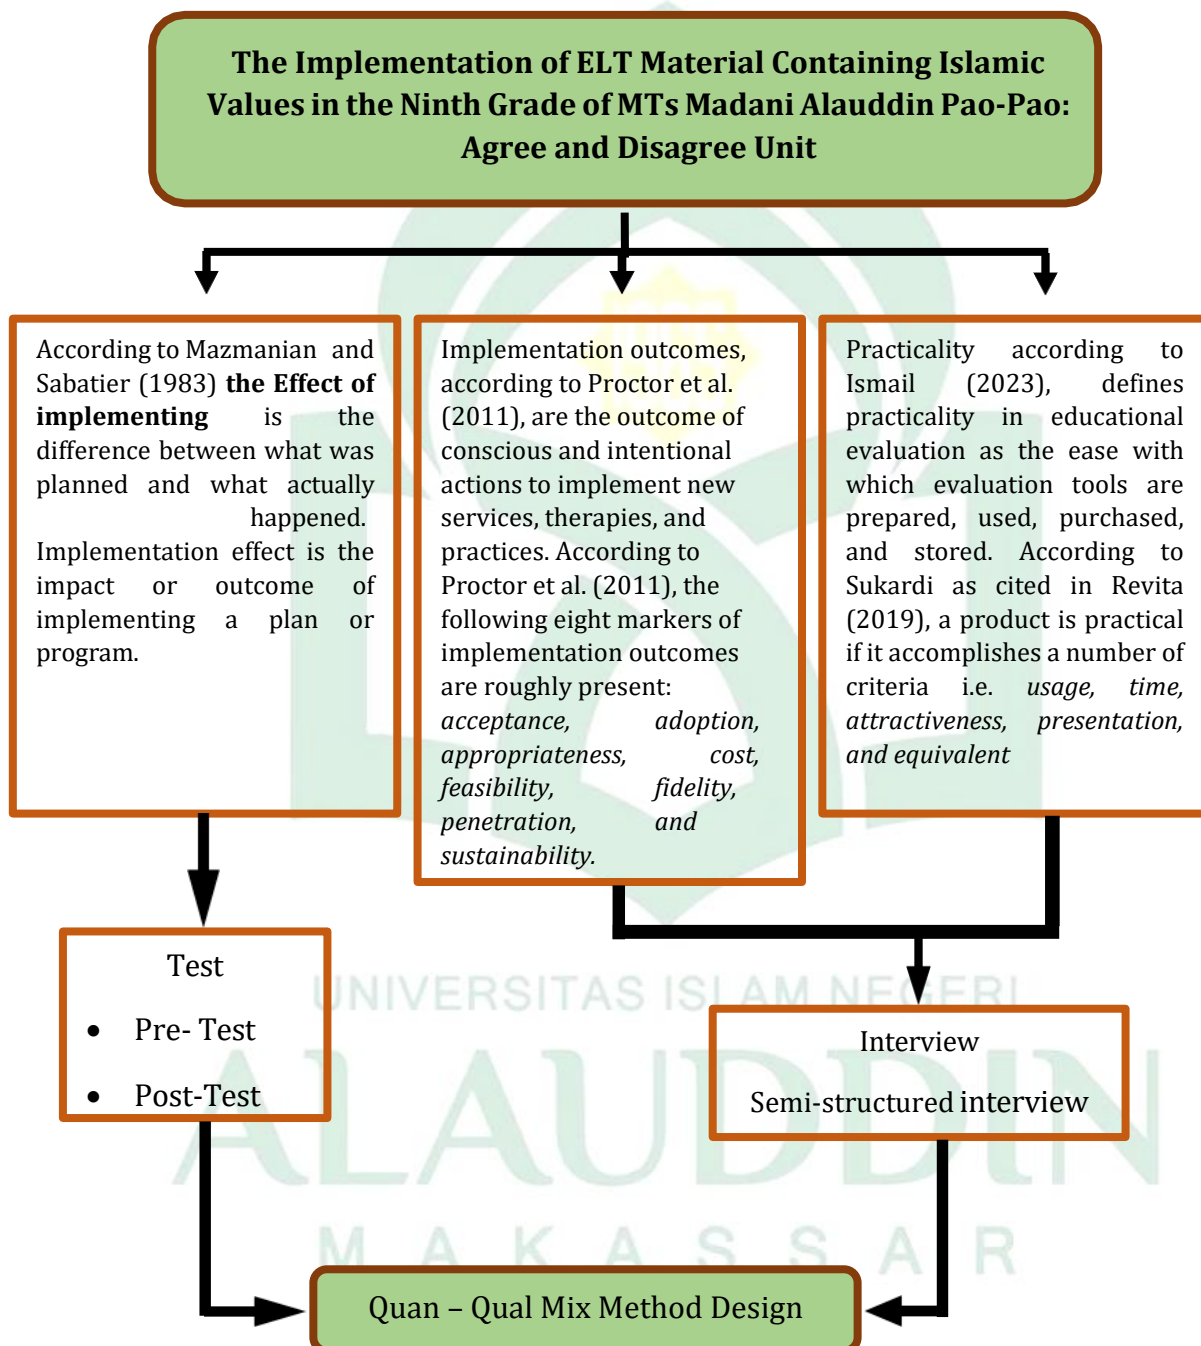 The Implementation of ELT Material Containing Islamic
Values in the Ninth Grade of MTs Madani Alauddin Pao-Pao:
Agree and Disagree Unit
According to Mazmanian and
Sabatier (1983) the Effect of
implementing is the
difference between what was
planned and what actually
happened.
Implementation effect is the
impact or outcome of
implementing a plan or
program.
Implementation outcomes,
according to Proctor et al.
(2011), are the outcome of
conscious and intentional
actions to implement new
services, therapies, and
practices. According to
Proctor et al. (2011), the
following eight markers of
implementation outcomes
are roughly present:
acceptance, adoption,
appropriateness, cost,
feasibility, fidelity,
penetration, and
sustainability.
Practicality according to
Ismail (2023), defines
practicality in educational
evaluation as the ease with
which evaluation tools are
prepared, used, purchased,
and stored. According to
Sukardi as cited in Revita
(2019), a product is practical
if it accomplishes a number of
criteria i.e. usage, time,
attractiveness, presentation,
and equivalent
Test
• Pre- Test
• Post-Test
Interview
Semi-structured interview
UNIVERSITAS ISLAM NEGERI
ALAUDDIN
MAKASSAR
Quan – Qual Mix Method Design